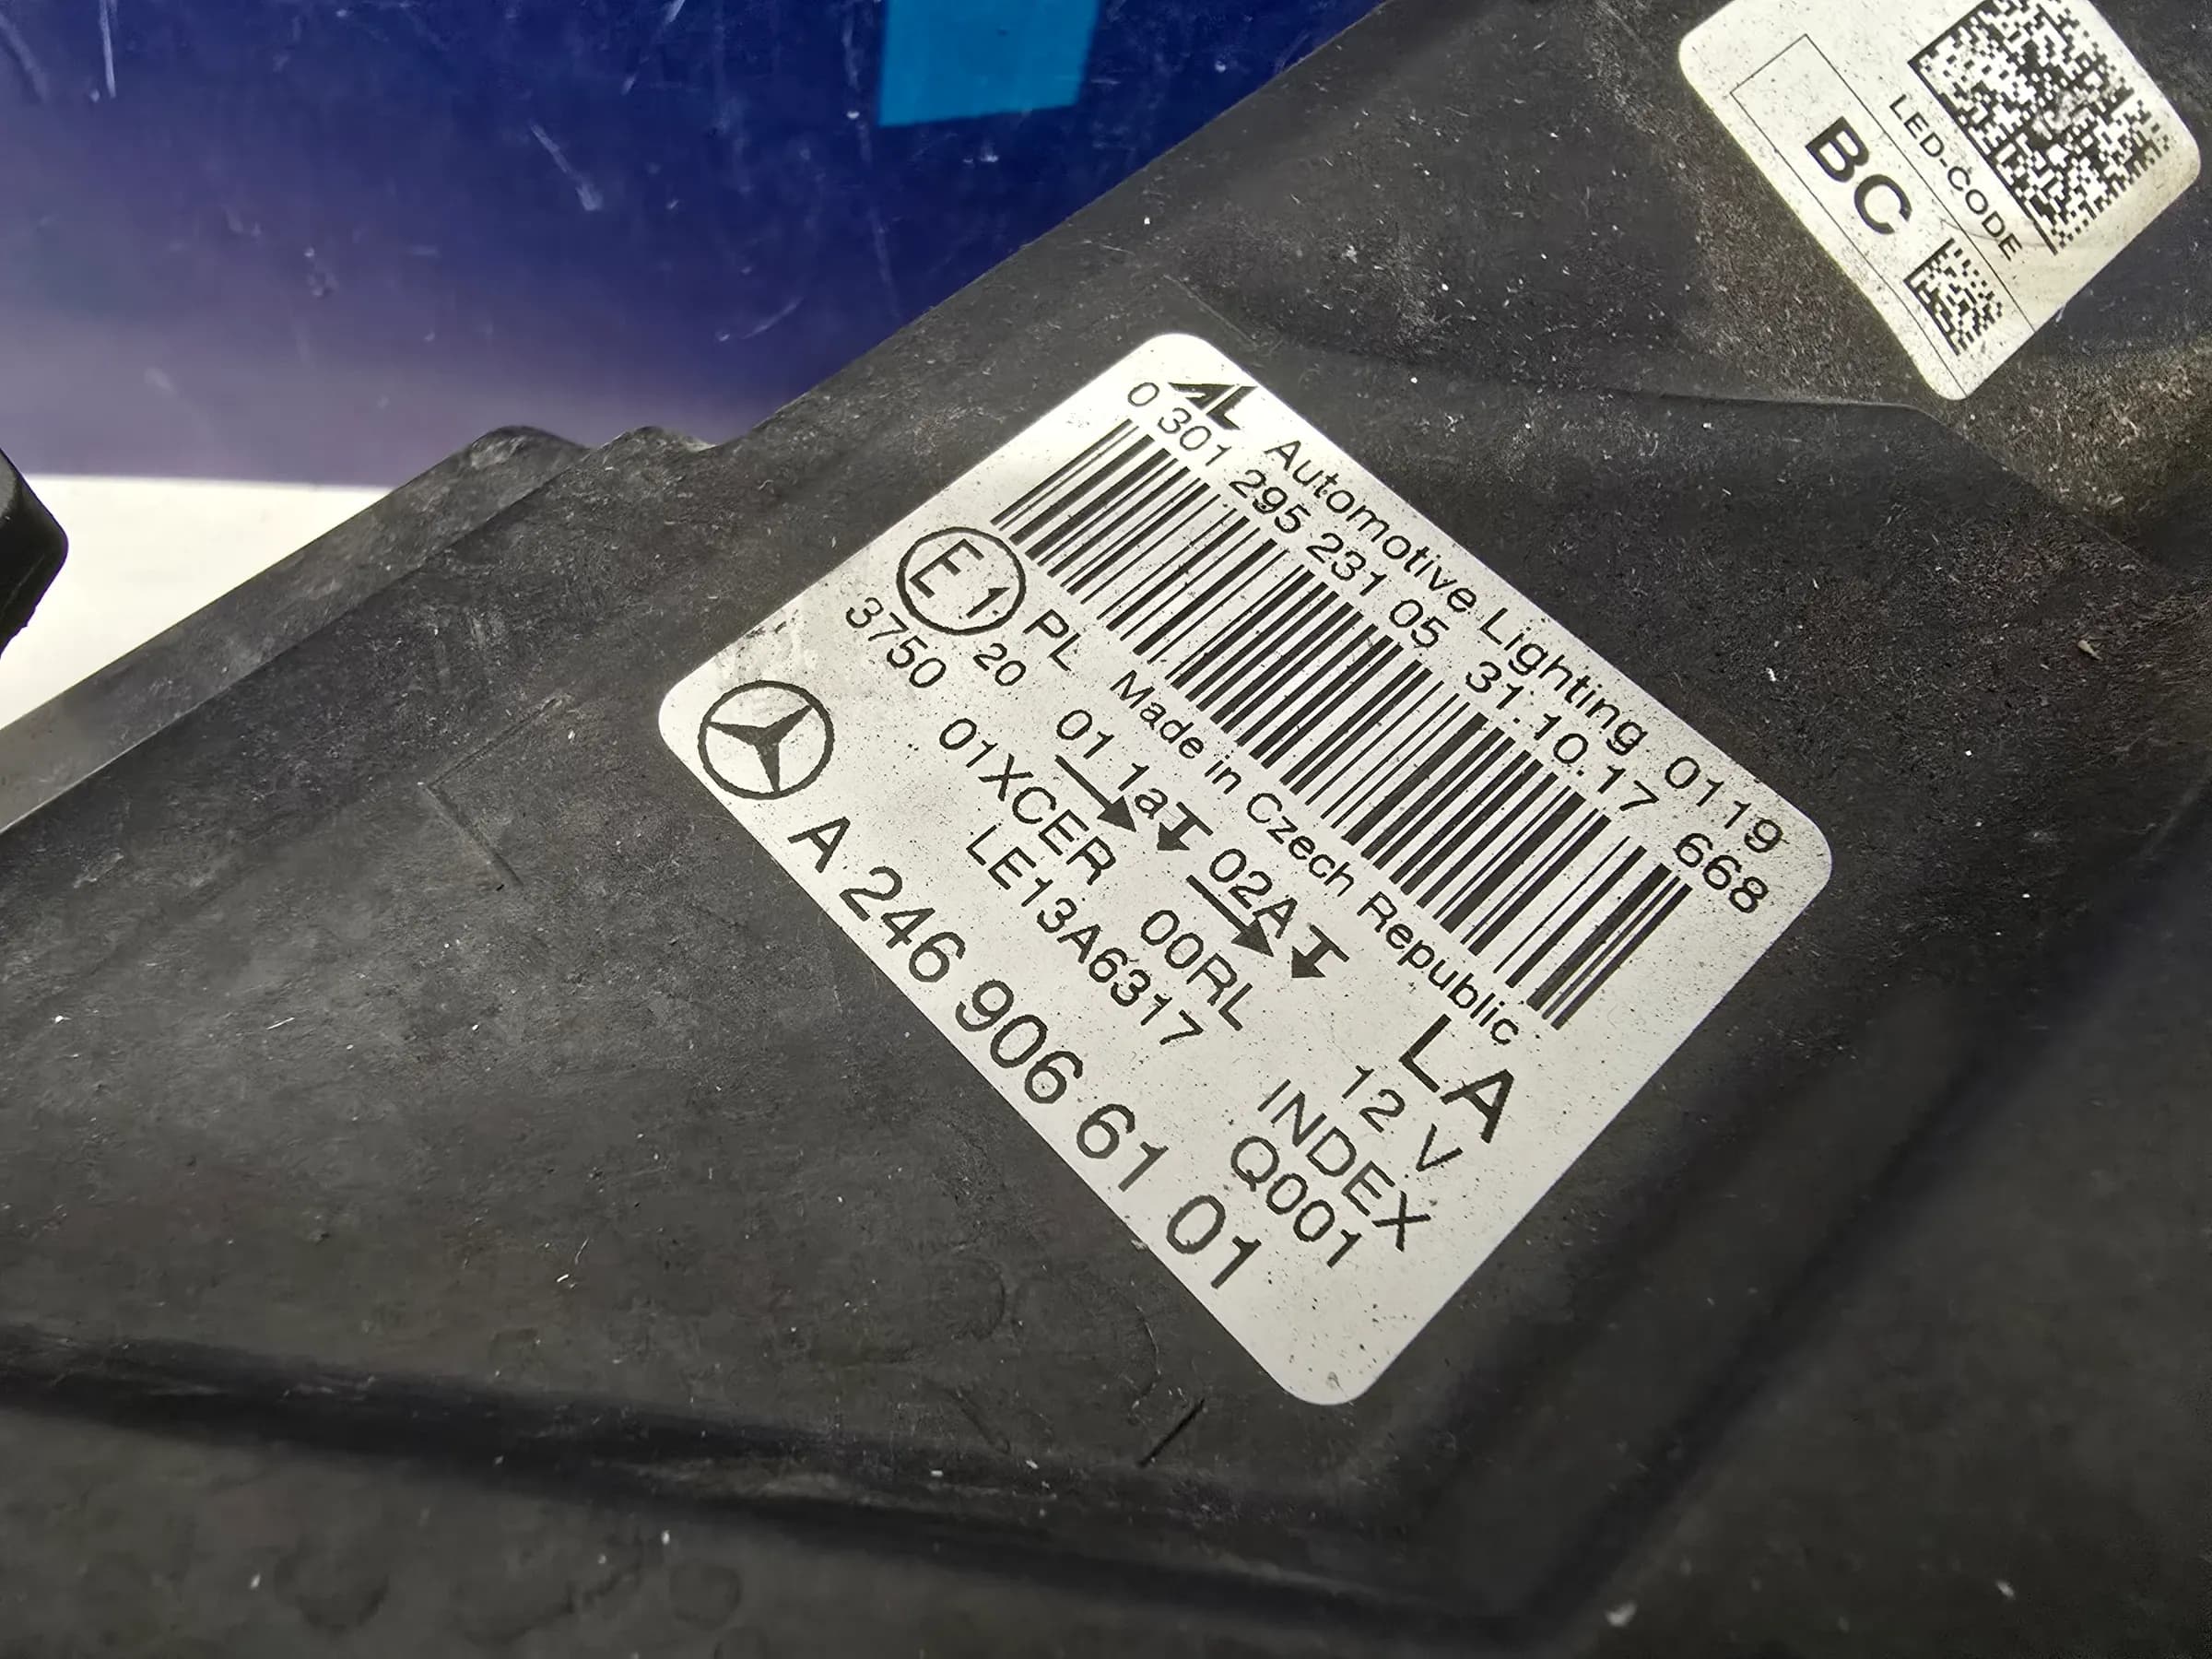 LED-CODE
BC
AL Automotive Lighting 0119
0 301 295 231 05 31.10.17 668
E1 PL Made in Czech Republic
20 01 1a 02A LA
3750 01XCER 00RL 12 V
LE13A6317 INDEX
Q001
A 246 906 61 01